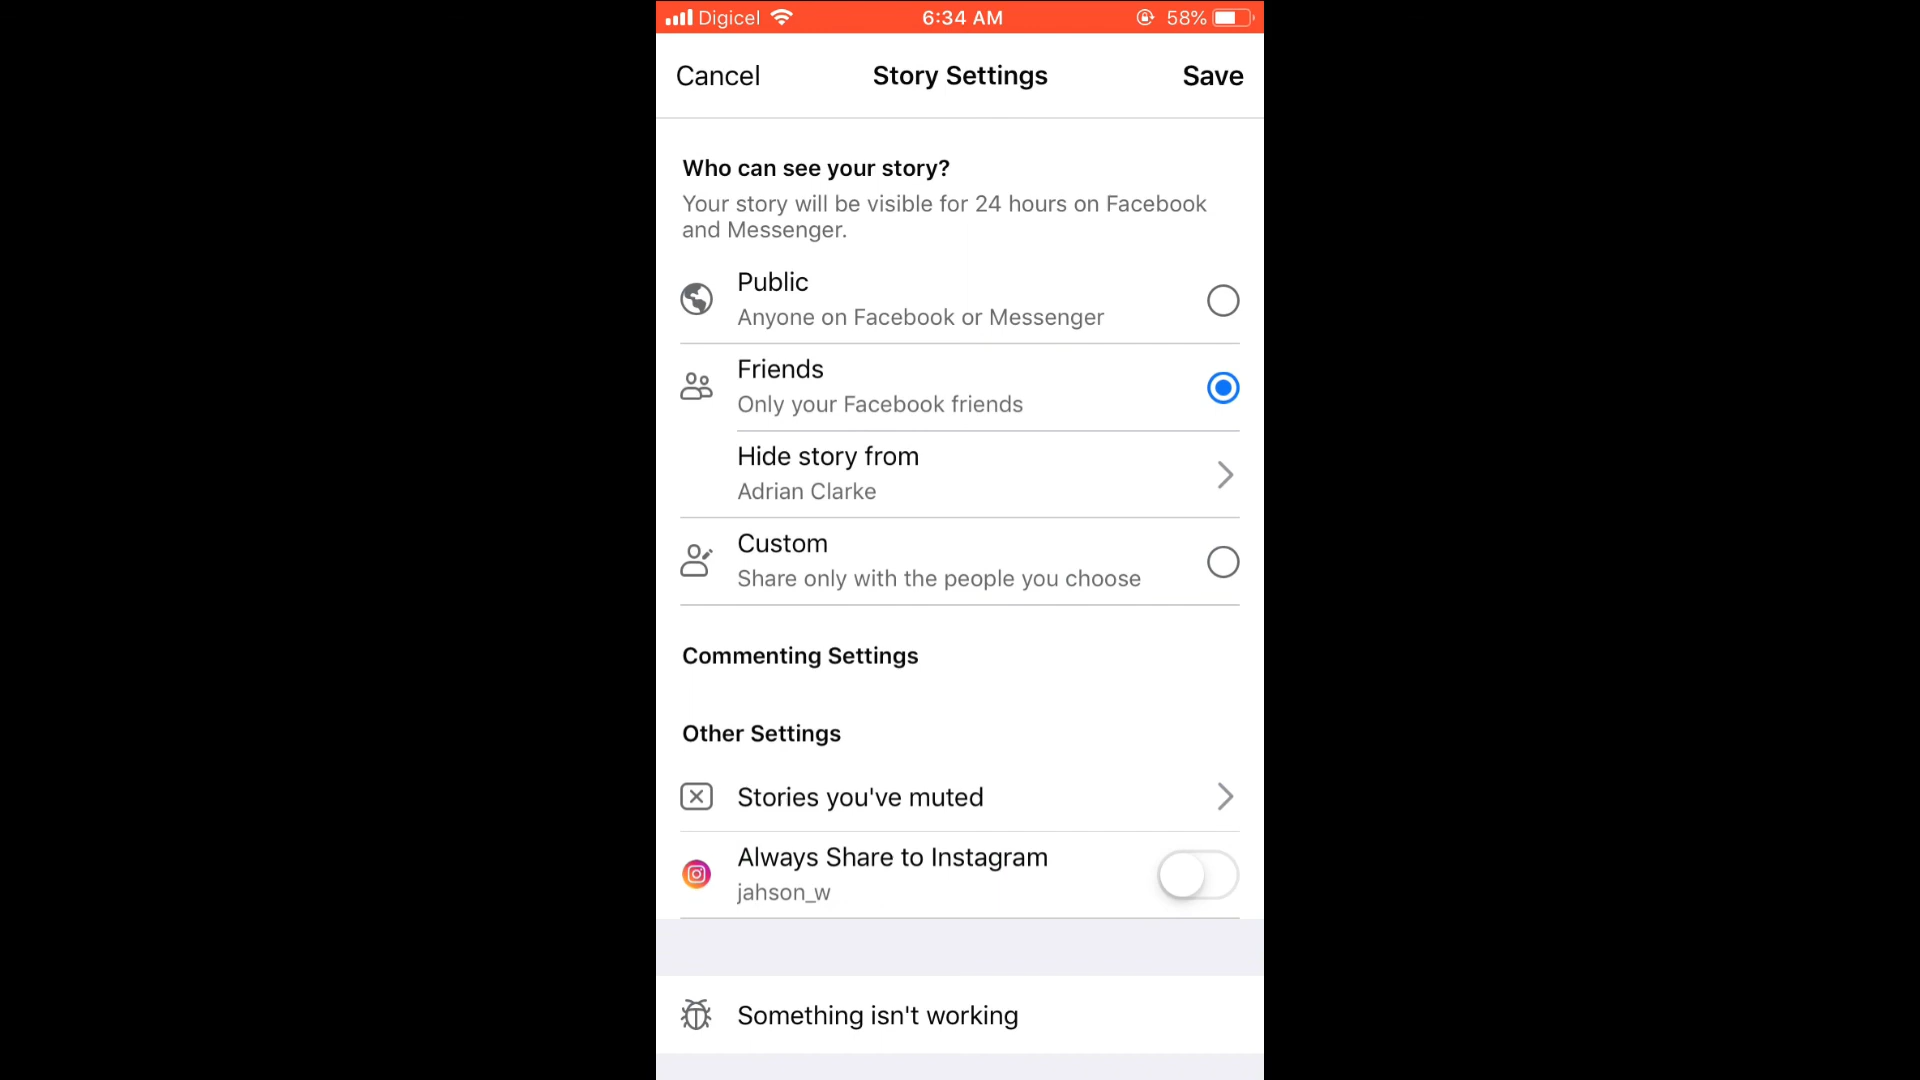 Digicel 6:34 AM 58%
Cancel Story Settings Save
Who can see your story?
Your story will be visible for 24 hours on Facebook
and Messenger.
Public
Anyone on Facebook or Messenger
Friends
Only your Facebook friends
Hide story from
Adrian Clarke
Custom
Share only with the people you choose
Commenting Settings
Other Settings
Stories you've muted
Always Share to Instagram
jahson_w
Something isn't working